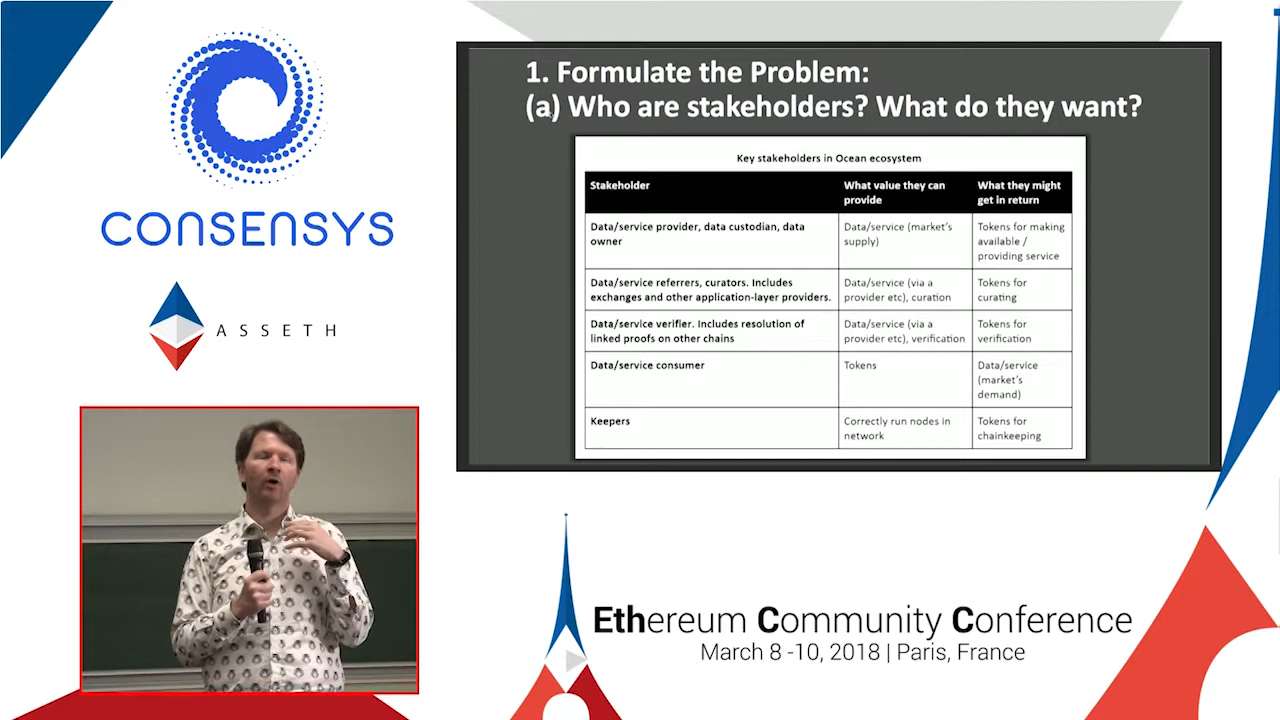 CONSENSYS
ASSETH
1. Formulate the Problem:
(a) Who are stakeholders? What do they want?
Key stakeholders in Ocean ecosystem
Stakeholder
What value they can
provide
What they might
get in return
Data/service provider, data custodian, data
owner
Data/service (market's
supply)
Tokens for making
available /
providing service
Data/service referrers, curators. Includes
exchanges and other application-layer providers.
Data/service (via a
provider etc), curation
Tokens for
curating
Data/service verifier. Includes resolution of
linked proofs on other chains
Data/service (via a
provider etc), verification
Tokens for
verification
Data/service consumer
Tokens
Data/service
(market's
demand)
Keepers
Correctly run nodes in
network
Tokens for
chainkeeping
Ethereum Community Conference
March 8 -10, 2018 | Paris, France